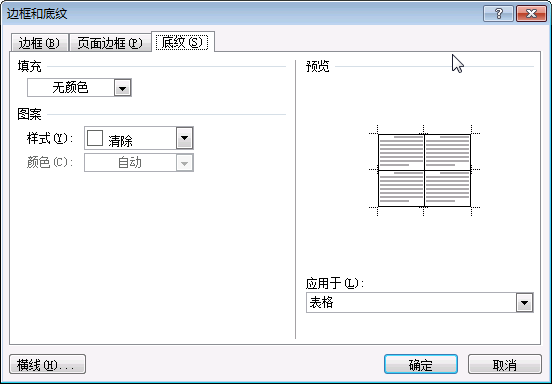 边框和底纹
边框(B) 页面边框(P) 底纹(S)
填充
无颜色
图案
样式(Y): 清除
颜色(C): 自动
预览
应用于(L):
表格
横线(H)... 确定 取消